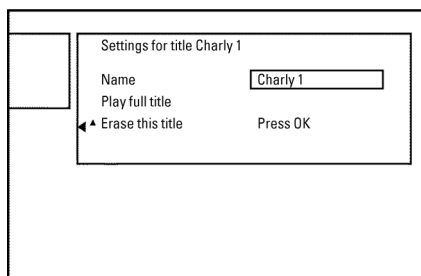 Settings for title Charly 1
Name Charly 1
Play full title
Erase this title Press OK